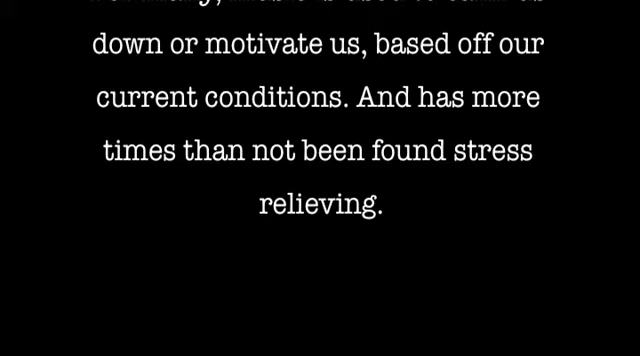 down or motivate us, based off our
current conditions. And has more
times than not been found stress
relieving.